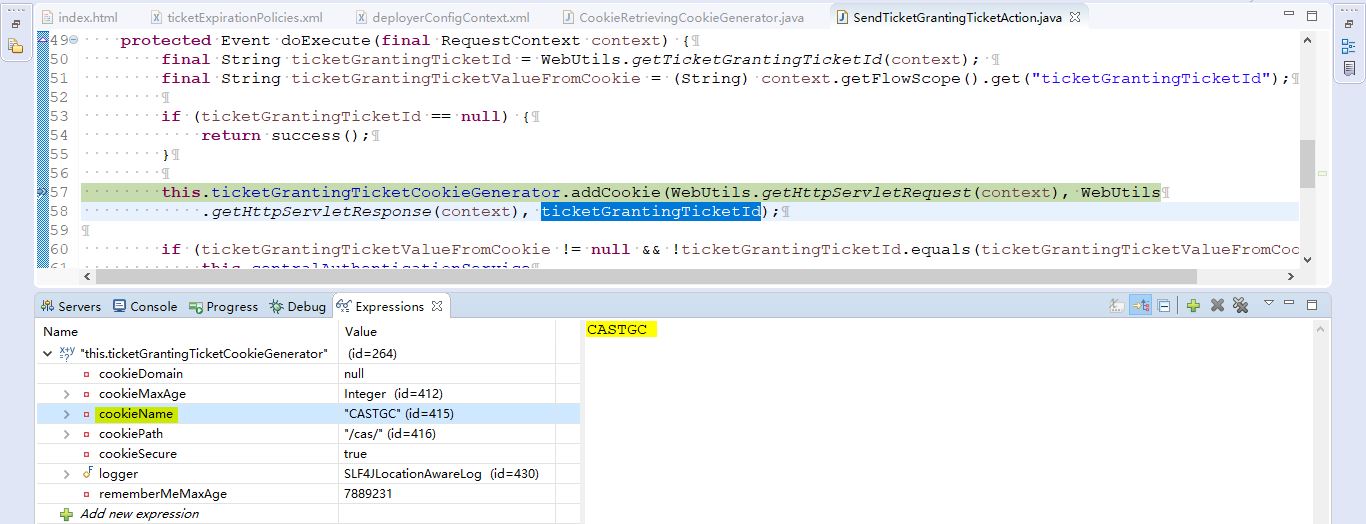 index.html ticketExpirationPolicies.xml deployerConfigContext.xml CookieRetrievingCookieGenerator.java SendTicketGrantingTicketAction.java
49 protected Event doExecute(final RequestContext context) {
50 final String ticketGrantingTicketId = WebUtils.getTicketGrantingTicketId(context);
51 final String ticketGrantingTicketValueFromCookie = (String) context.getFlowScope().get("ticketGrantingTicketId");
52
53 if (ticketGrantingTicketId == null) {
54 return success();
55 }
56
57 this.ticketGrantingTicketCookieGenerator.addCookie(WebUtils.getHttpServletRequest(context), WebUtils
58 .getHttpServletResponse(context), ticketGrantingTicketId);
59
60 if (ticketGrantingTicketValueFromCookie != null && !ticketGrantingTicketId.equals(ticketGrantingTicketValueFromCoo
61 this.centralAuthenticationService
Servers Console Progress Debug Expressions
Name Value
"this.ticketGrantingTicketCookieGenerator" (id=264)
cookieDomain null
cookieMaxAge Integer (id=412)
cookieName "CASTGC" (id=415)
cookiePath "/cas/" (id=416)
cookieSecure true
logger SLF4JLocationAwareLog (id=430)
rememberMeMaxAge 7889231
Add new expression
CASTGC